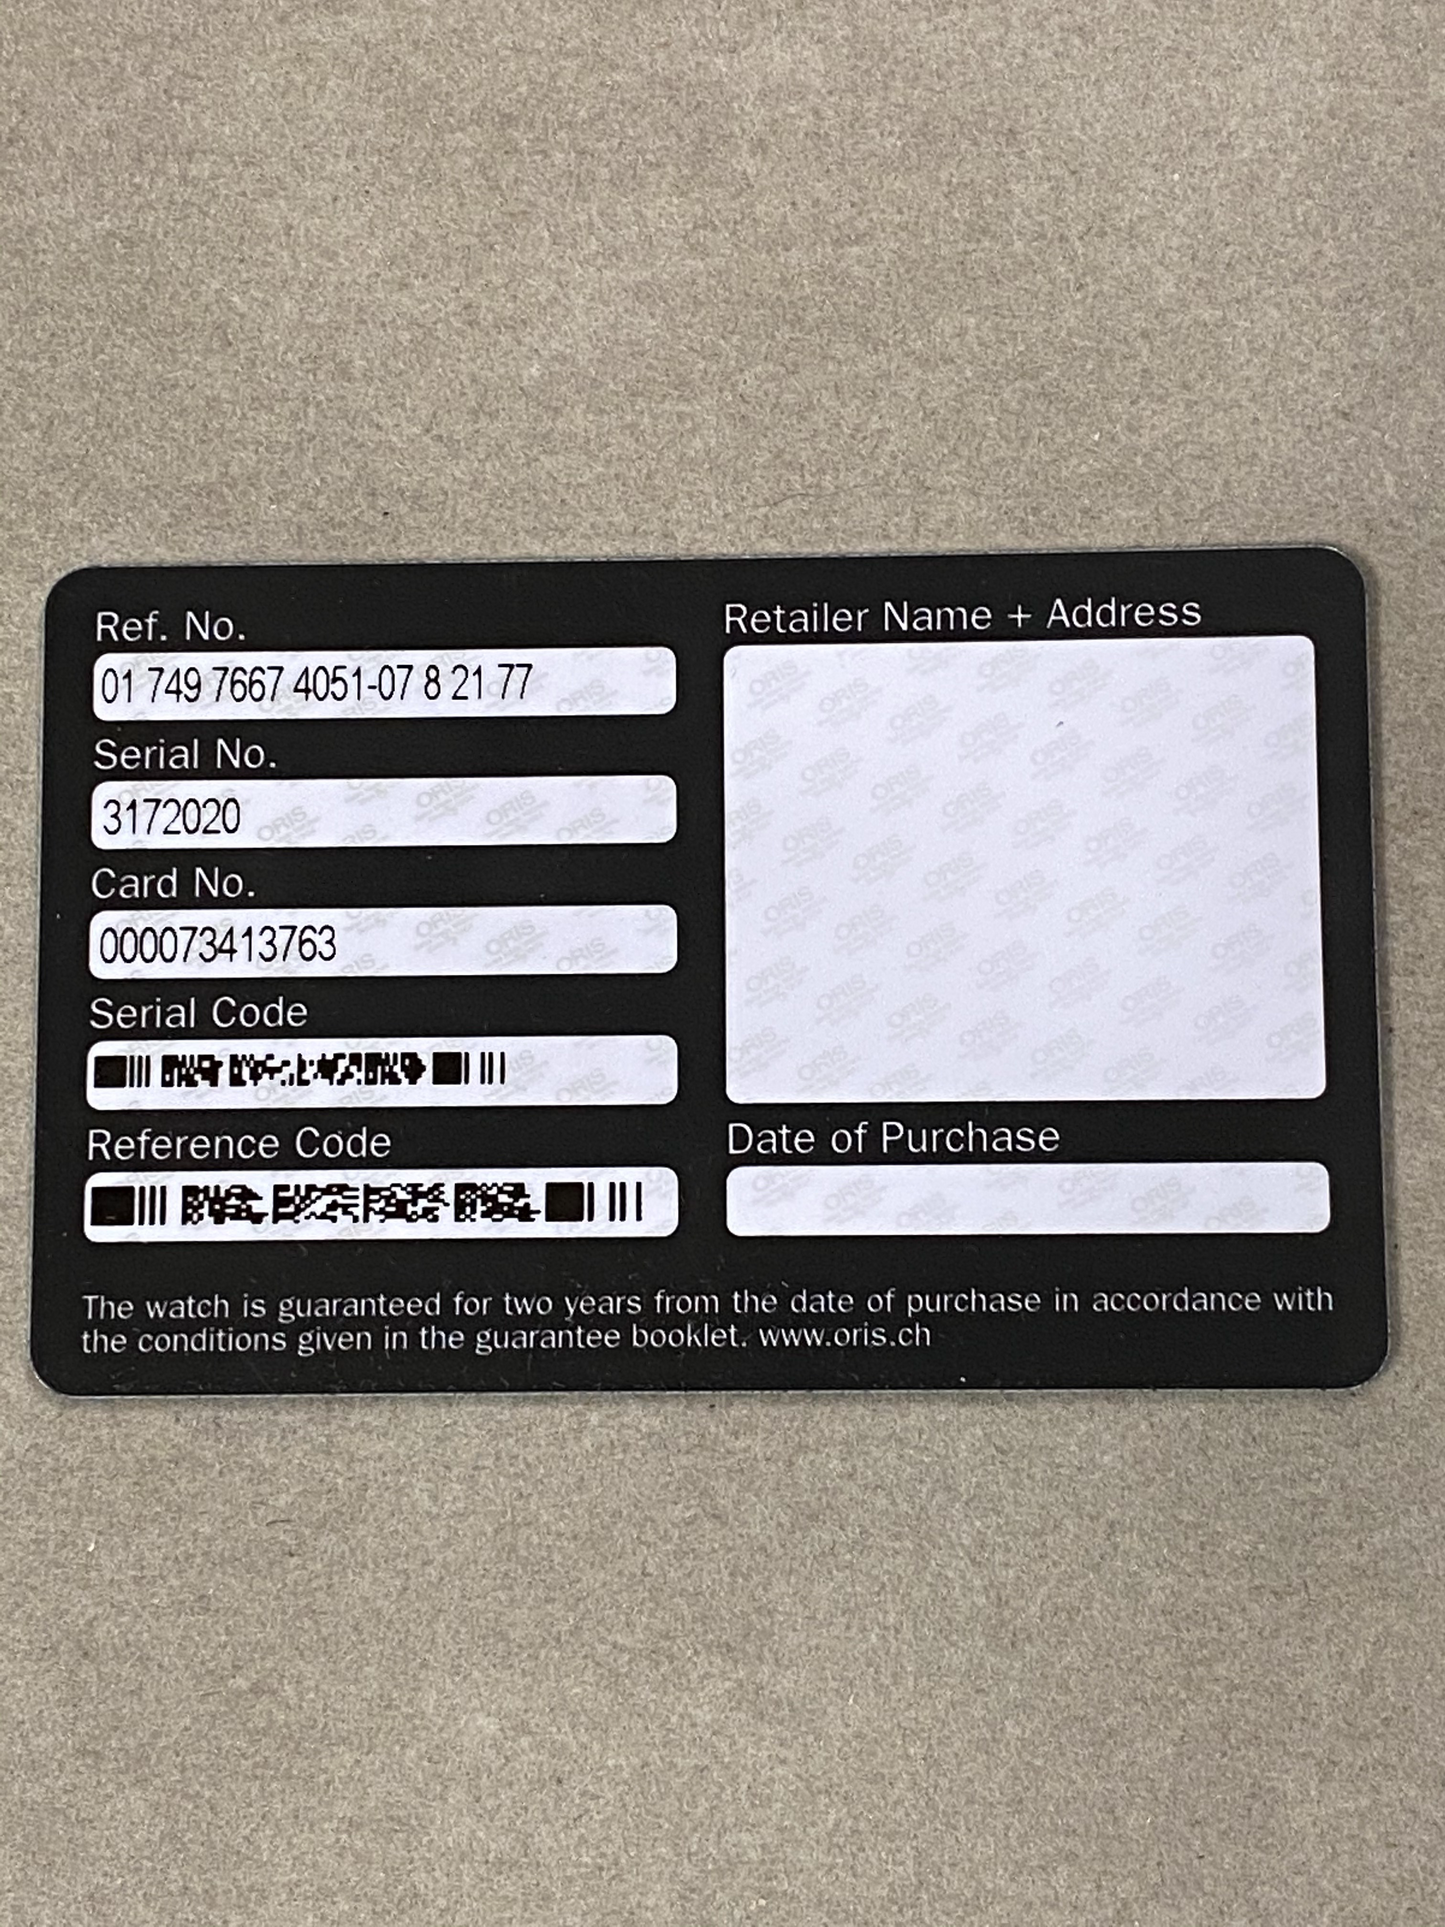 Ref. No.
01 749 7667 4051-07 8 21 77
Serial No.
3172020
Card No.
000073413763
Serial Code
Reference Code
Retailer Name + Address
Date of Purchase
The watch is guaranteed for two years from the date of purchase in accordance with
the conditions given in the guarantee booklet. www.oris.ch